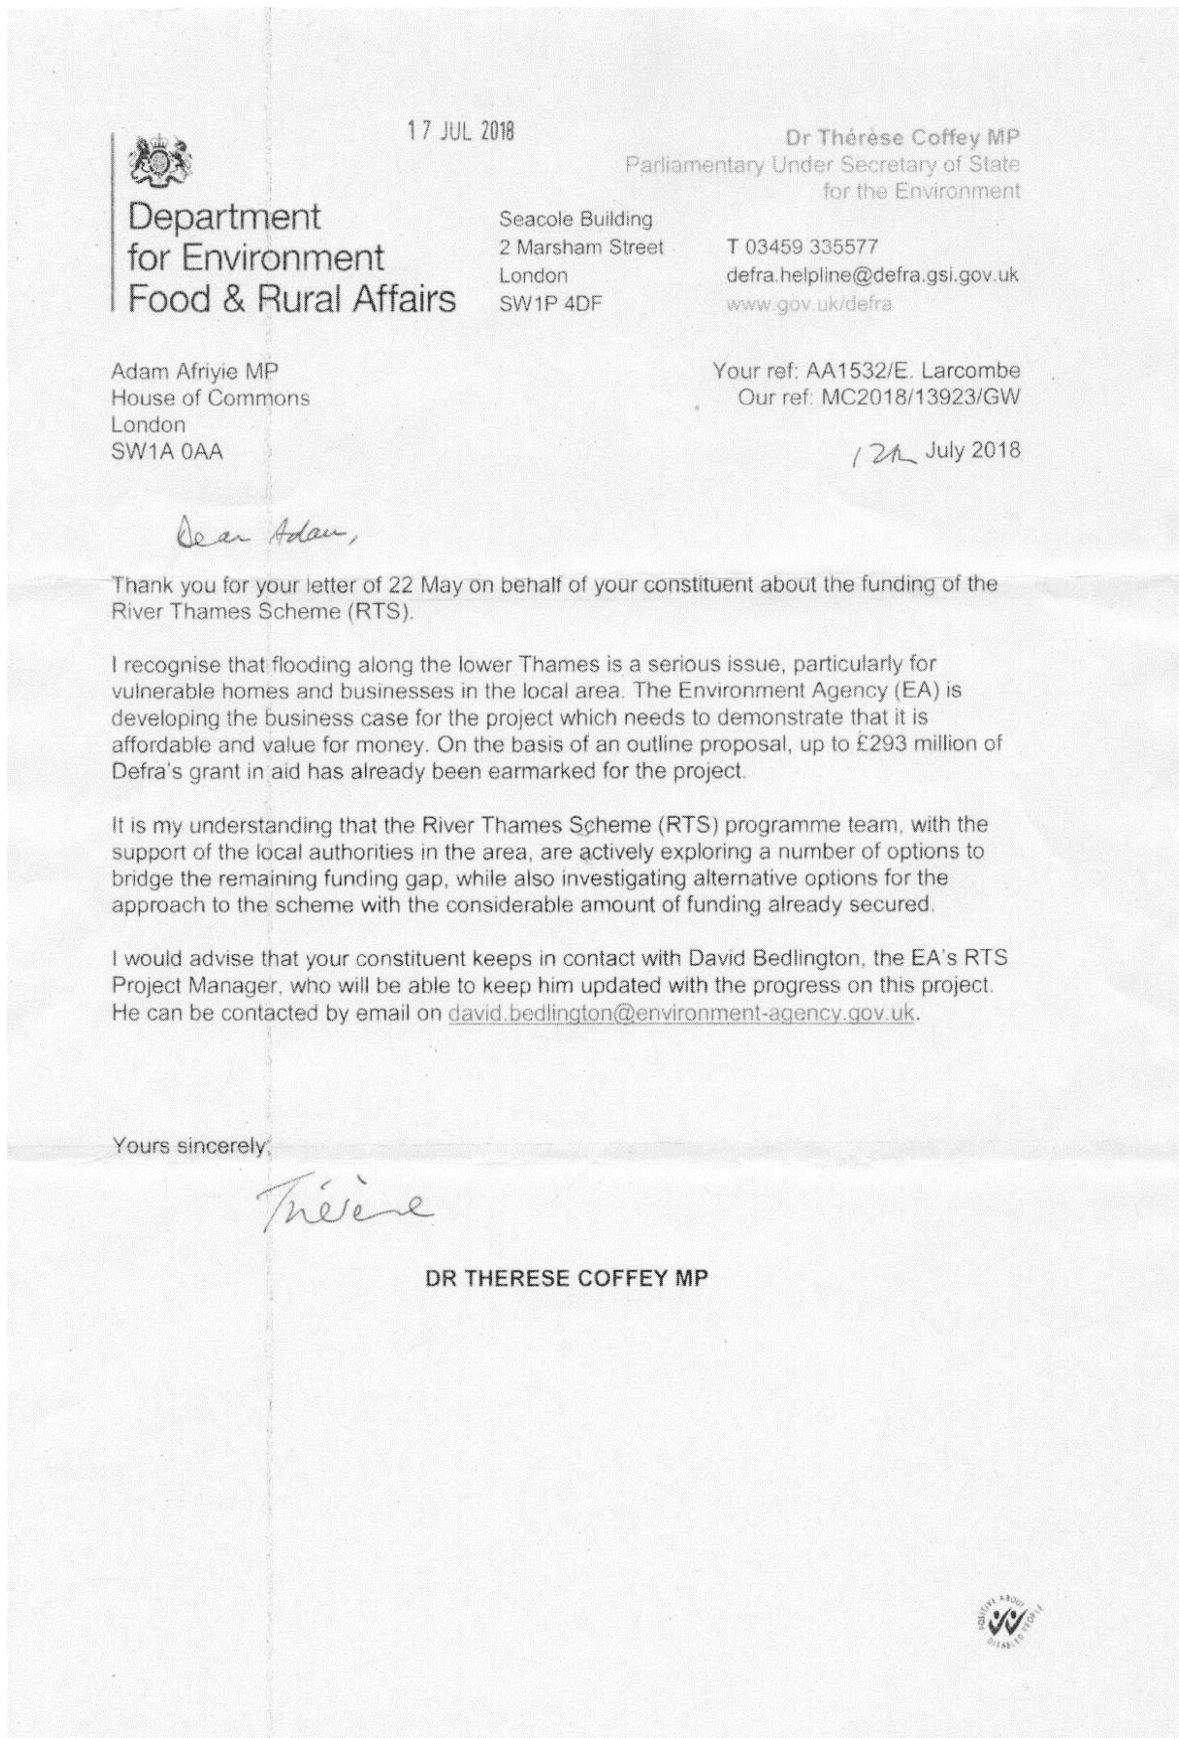 17 JUL 2018
Dr Thérèse Coffey MP
Parliamentary Under Secretary of State
for the Environment
Department
for Environment
Food & Rural Affairs
Seacole Building
2 Marsham Street
London
SW1P 4DF
T 03459 335577
defra.helpline@defra.gsi.gov.uk
www.gov.uk/defra
Adam Afriyie MP
House of Commons
London
SW1A 0AA
Your ref: AA1532/E. Larcombe
Our ref: MC2018/13923/GW
12th July 2018
Dear Adam,
Thank you for your letter of 22 May on behalf of your constituent about the funding of the
River Thames Scheme (RTS).
I recognise that flooding along the lower Thames is a serious issue, particularly for
vulnerable homes and businesses in the local area. The Environment Agency (EA) is
developing the business case for the project which needs to demonstrate that it is
affordable and value for money. On the basis of an outline proposal, up to £293 million of
Defra's grant in aid has already been earmarked for the project.
It is my understanding that the River Thames Scheme (RTS) programme team, with the
support of the local authorities in the area, are actively exploring a number of options to
bridge the remaining funding gap, while also investigating alternative options for the
approach to the scheme with the considerable amount of funding already secured.
I would advise that your constituent keeps in contact with David Bedlington, the EA's RTS
Project Manager, who will be able to keep him updated with the progress on this project.
He can be contacted by email on david.bedlington@environment-agency.gov.uk.
Yours sincerely,
Thérèse
DR THERESE COFFEY MP
POSITIVE ABOUT
DISABLED PEOPLE